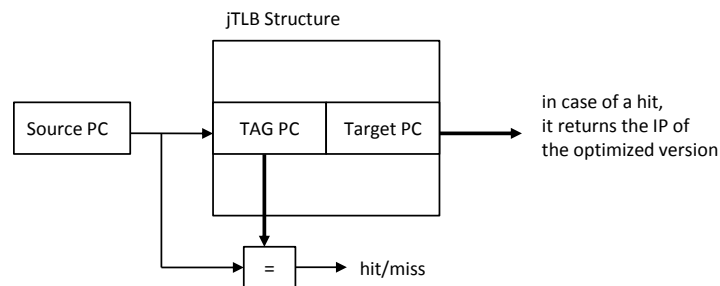 jTLB Structure
Source PC
TAG PC
Target PC
in case of a hit,
it returns the IP of
the optimized version
=
hit/miss